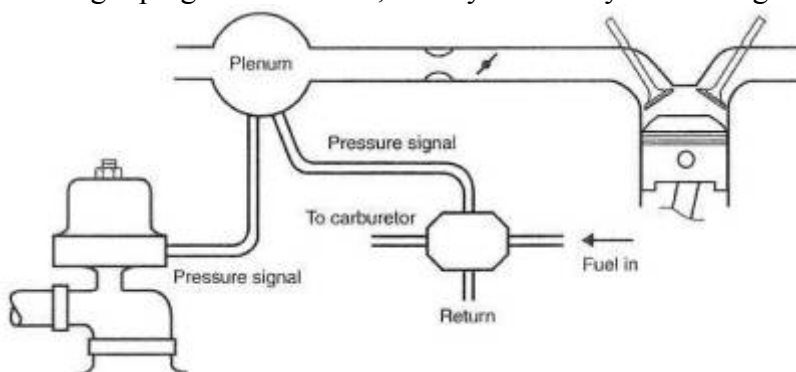 Plenum
Pressure signal
To carburetor
Fuel in
Pressure signal
Return